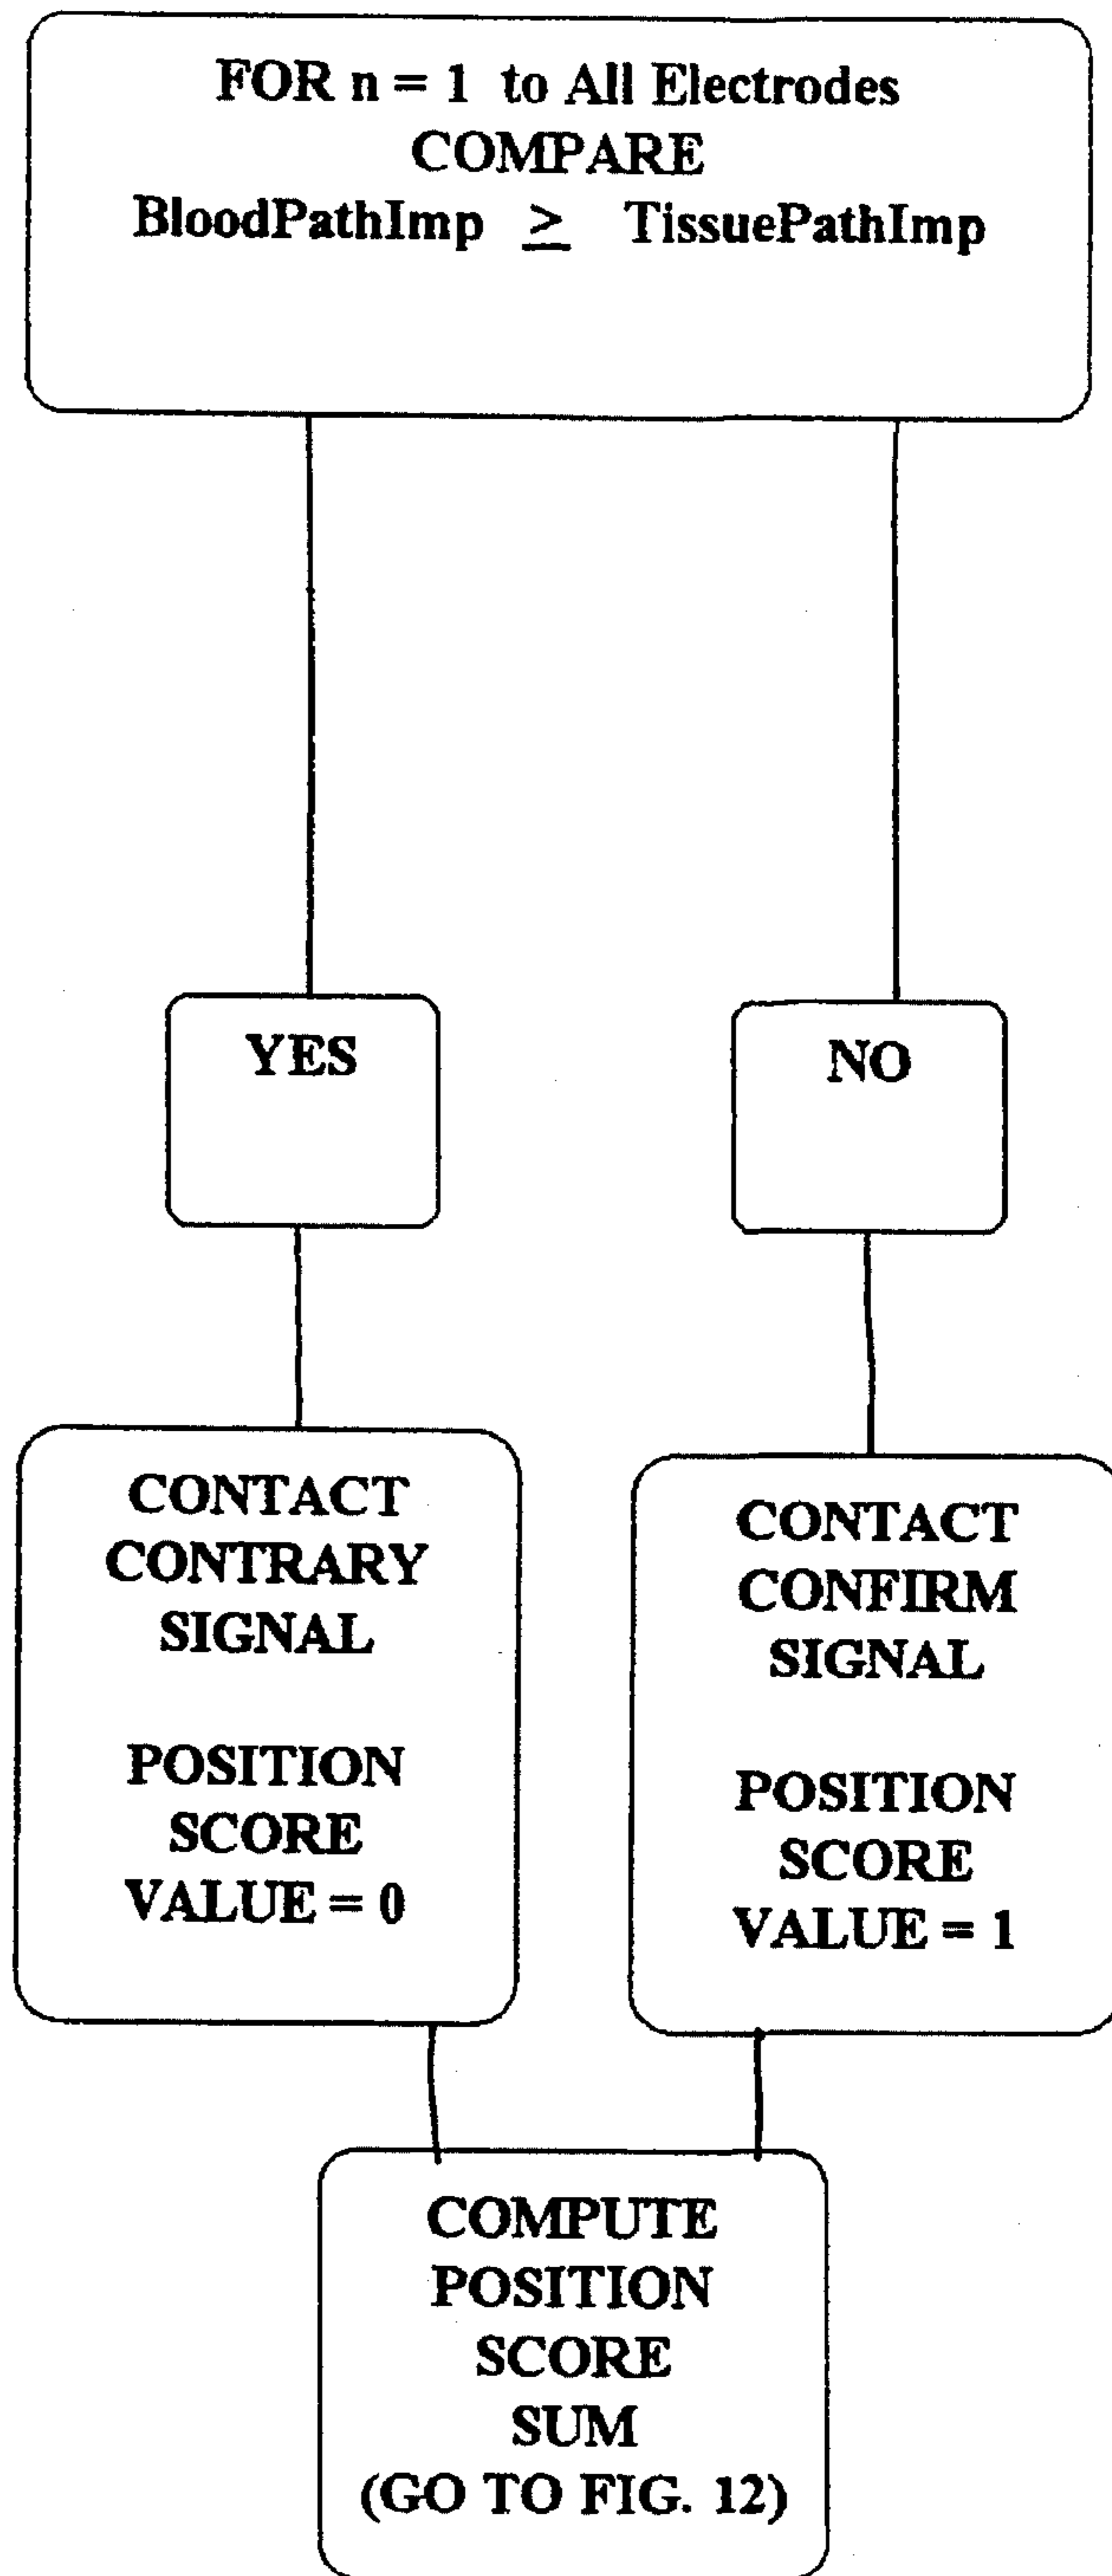 FOR n = 1 to All Electrodes
COMPARE
BloodPathImp ≥ TissuePathImp
YES
NO
CONTACT
CONTRARY
SIGNAL
POSITION
SCORE
VALUE = 0
CONTACT
CONFIRM
SIGNAL
POSITION
SCORE
VALUE = 1
COMPUTE
POSITION
SCORE
SUM
(GO TO FIG. 12)